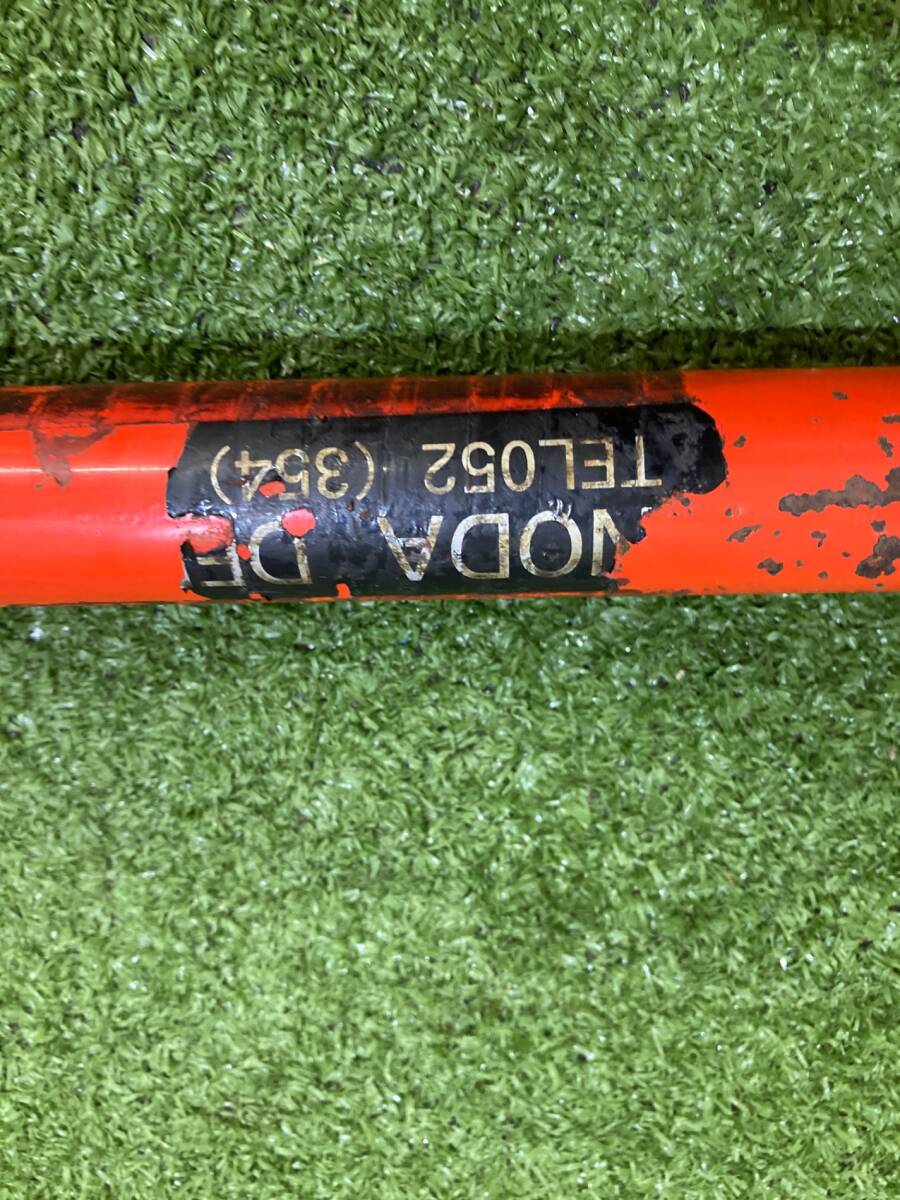 NODA DE
TEL052 (354)